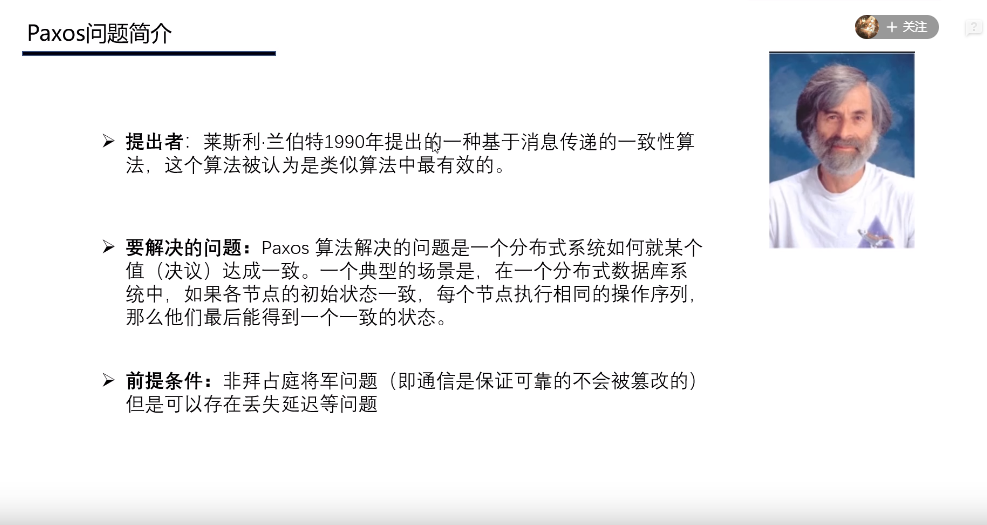 Paxos问题简介
+ 关注
➢ 提出者：莱斯利·兰伯特1990年提出的一种基于消息传递的一致性算
法，这个算法被认为是类似算法中最有效的。
➢ 要解决的问题：Paxos 算法解决的问题是一个分布式系统如何就某个
值（决议）达成一致。一个典型的场景是，在一个分布式数据库系
统中，如果各节点的初始状态一致，每个节点执行相同的操作序列，
那么他们最后能得到一个一致的状态。
➢ 前提条件：非拜占庭将军问题（即通信是保证可靠的不会被篡改的）
但是可以存在丢失延迟等问题